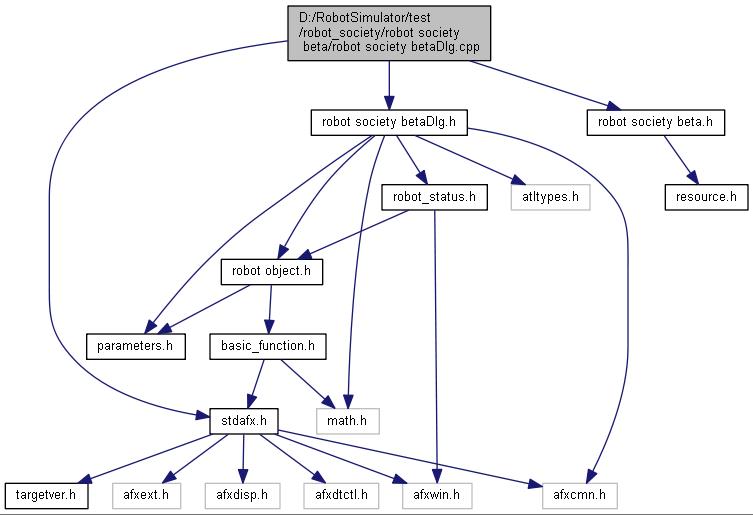 D:/RobotSimulator/test
/robot_society/robot society
beta/robot society betaDlg.cpp
robot society betaDlg.h
robot society beta.h
robot_status.h
atltypes.h
resource.h
robot object.h
parameters.h
basic_function.h
stdafx.h
math.h
targetver.h
afxext.h
afxdisp.h
afxdtctl.h
afxwin.h
afxcmn.h